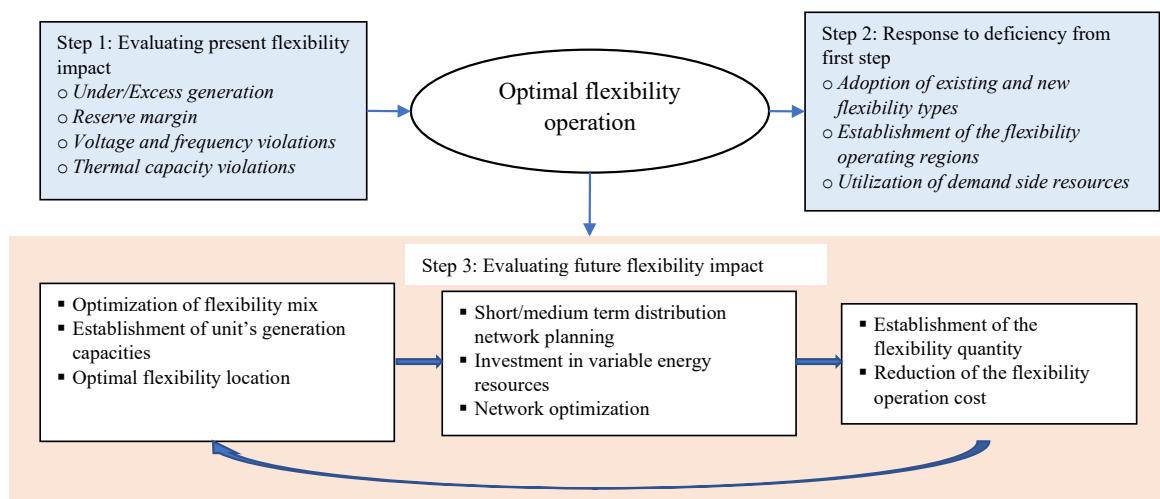 Step 1: Evaluating present flexibility
impact
o Under/Excess generation
o Reserve margin
o Voltage and frequency violations
o Thermal capacity violations
Optimal flexibility
operation
Step 2: Response to deficiency from
first step
o Adoption of existing and new
flexibility types
o Establishment of the flexibility
operating regions
o Utilization of demand side resources
Step 3: Evaluating future flexibility impact
▪ Optimization of flexibility mix
▪ Establishment of unit’s generation
capacities
▪ Optimal flexibility location
▪ Short/medium term distribution
network planning
▪ Investment in variable energy
resources
▪ Network optimization
▪ Establishment of the
flexibility quantity
▪ Reduction of the flexibility
operation cost